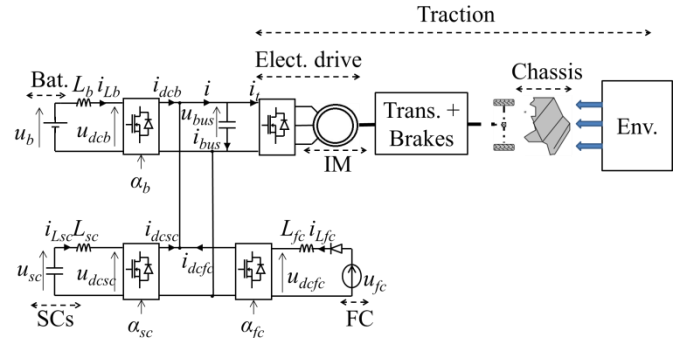 Traction
Elect. drive
Bat.
L_b i_Lb
i_dcb
i
i_t
Chassis
u_b
u_dcb
u_bus
i_bus
Trans. +
Brakes
Env.
IM
α_b
i_Lsc L_sc
i_dcsc
L_fc i_Lfc
i_dcfc
u_sc
u_dcsc
u_dcfc
u_fc
SCs
α_sc
α_fc
FC